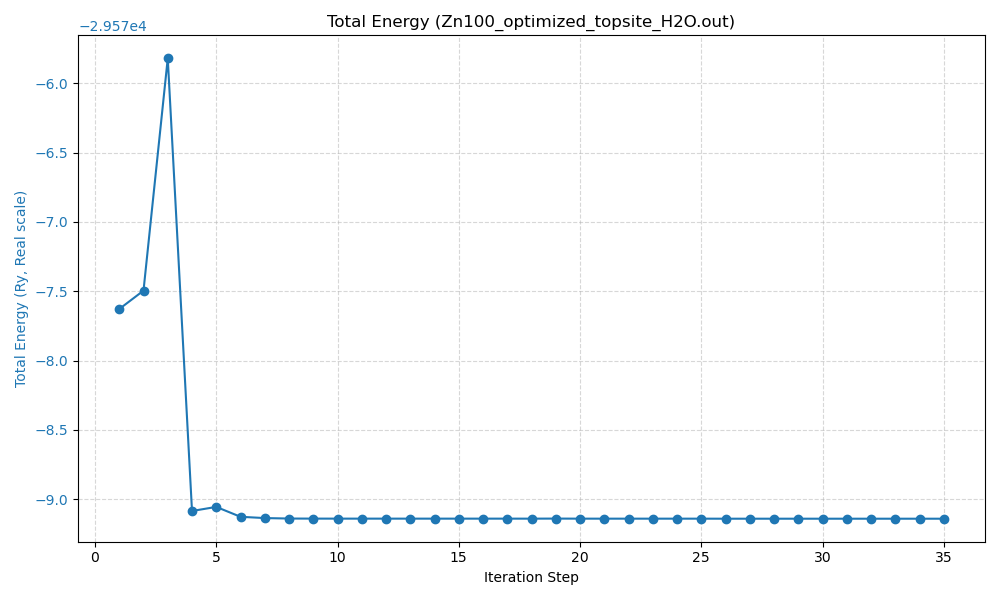 Total Energy (Zn100_optimized_topsite_H2O.out)
−2.957e4
−6.0
−6.5
−7.0
−7.5
−8.0
−8.5
−9.0
Total Energy (Ry, Real scale)
0 5 10 15 20 25 30 35
Iteration Step